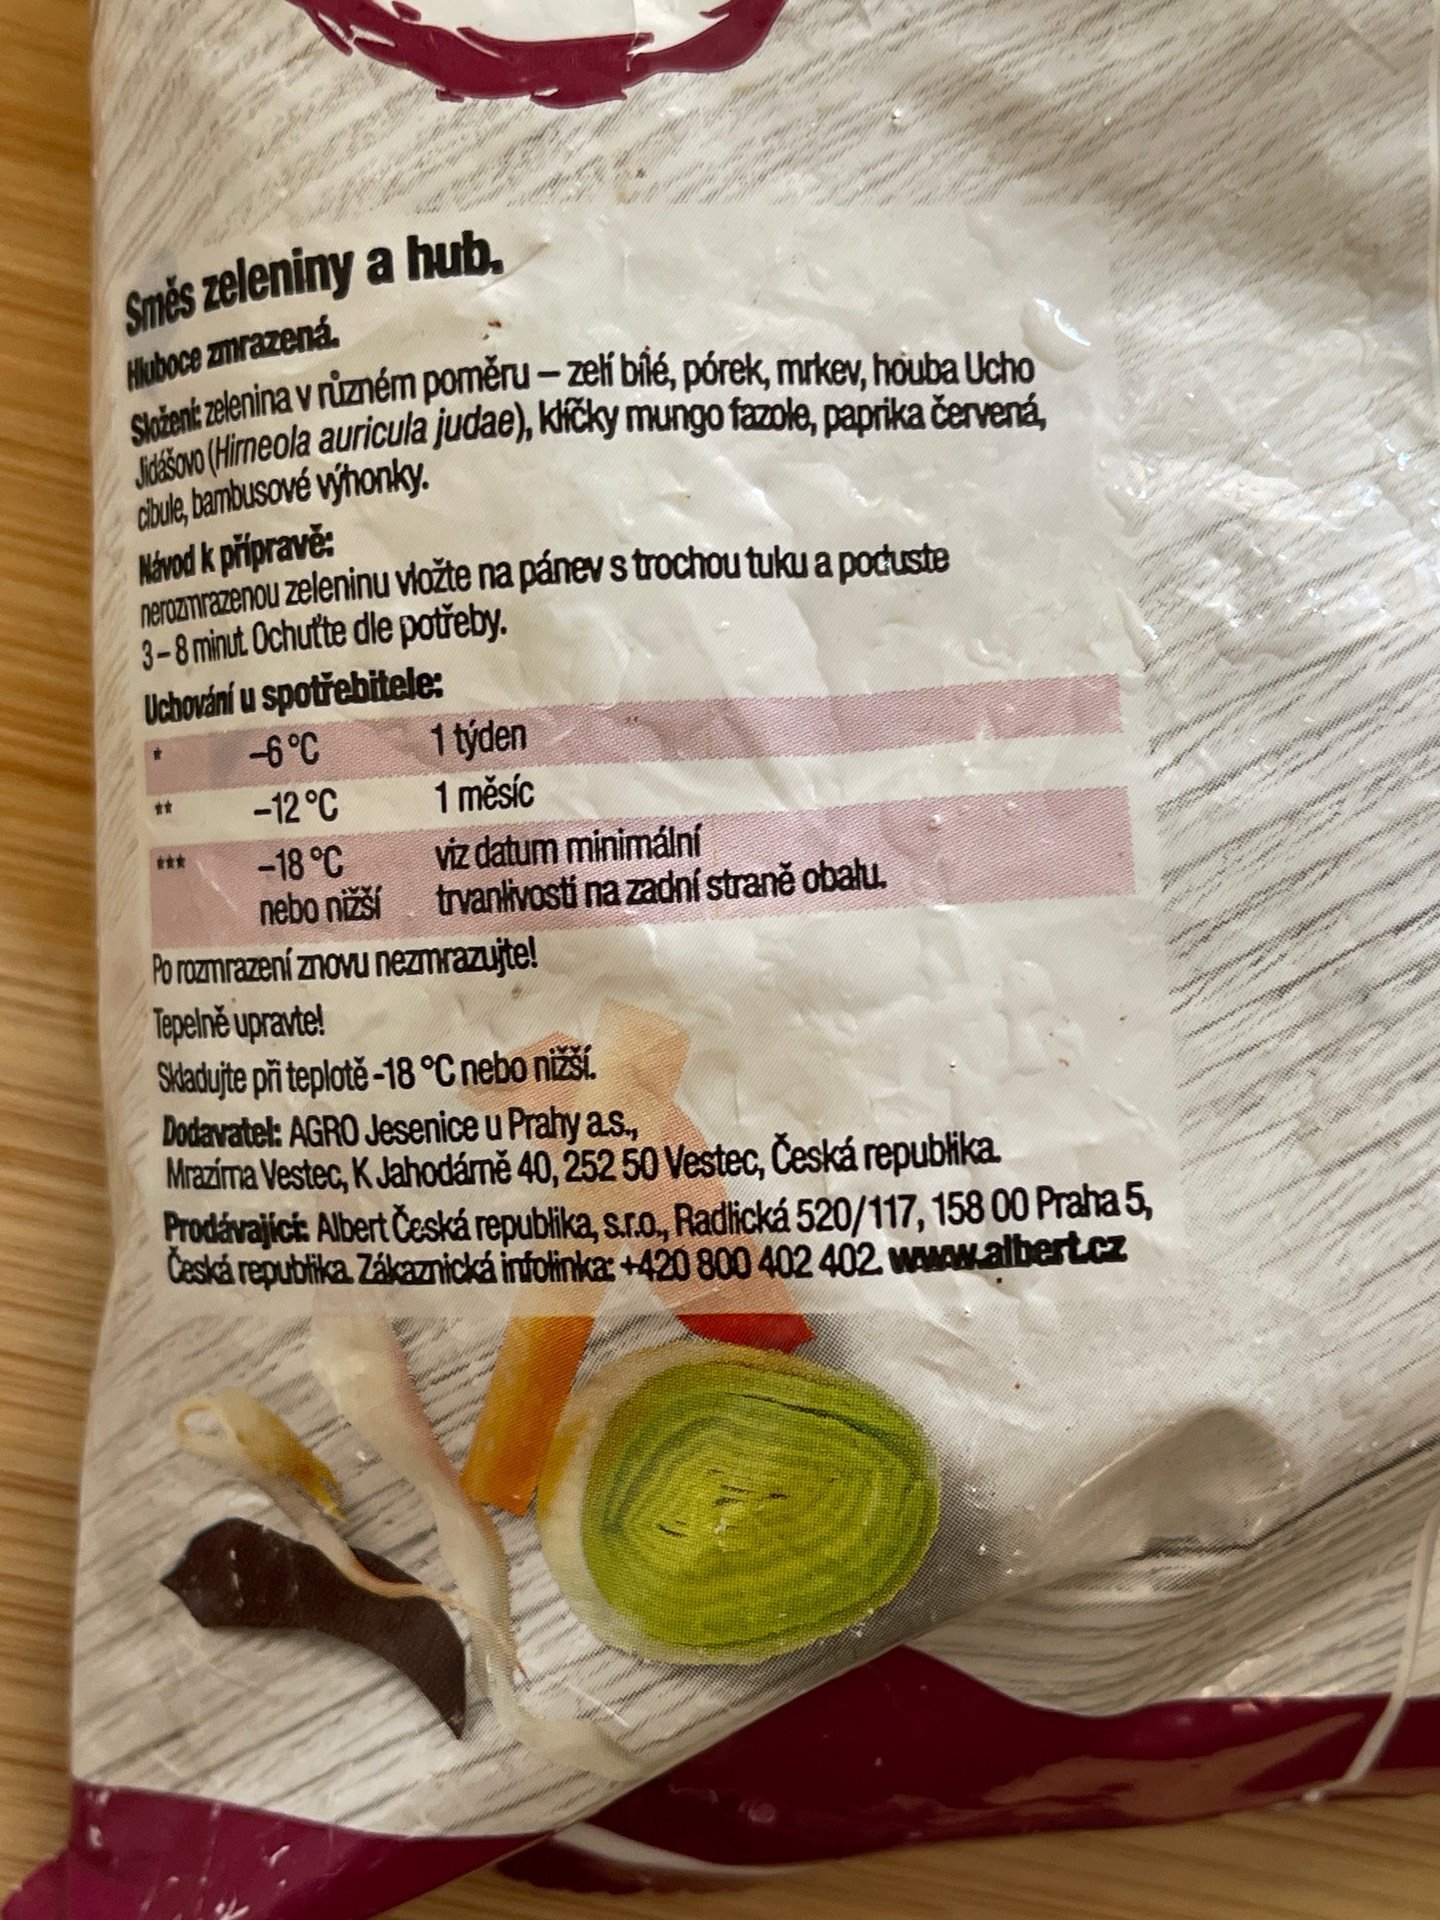 Směs zeleniny a hub.
Hluboce zmrazená.
Složení: zelenina v různém poměru – zelí bílé, pórek, mrkev, houba Ucho
Jidášovo (Hirneola auricula judae), klíčky mungo fazole, paprika červená,
cibule, bambusové výhonky.
Návod k přípravě:
nerozmrazenou zeleninu vložte na pánev s trochou tuku a poduste
3 – 8 minut. Ochuťte dle potřeby.
Uchování u spotřebitele:
* –6 °C 1 týden
** –12 °C 1 měsíc
*** –18 °C viz datum minimální
nebo nižší trvanlivosti na zadní straně obalu.
Po rozmrazení znovu nezmrazujte!
Tepelně upravte!
Skladujte při teplotě -18 °C nebo nižší.
Dodavatel: AGRO Jesenice u Prahy a.s.,
Mrazírna Vestec, K Jahodárně 40, 252 50 Vestec, Česká republika.
Prodávající: Albert Česká republika, s.r.o., Radlická 520/117, 158 00 Praha 5,
Česká republika. Zákaznická infolinka: +420 800 402 402. www.albert.cz